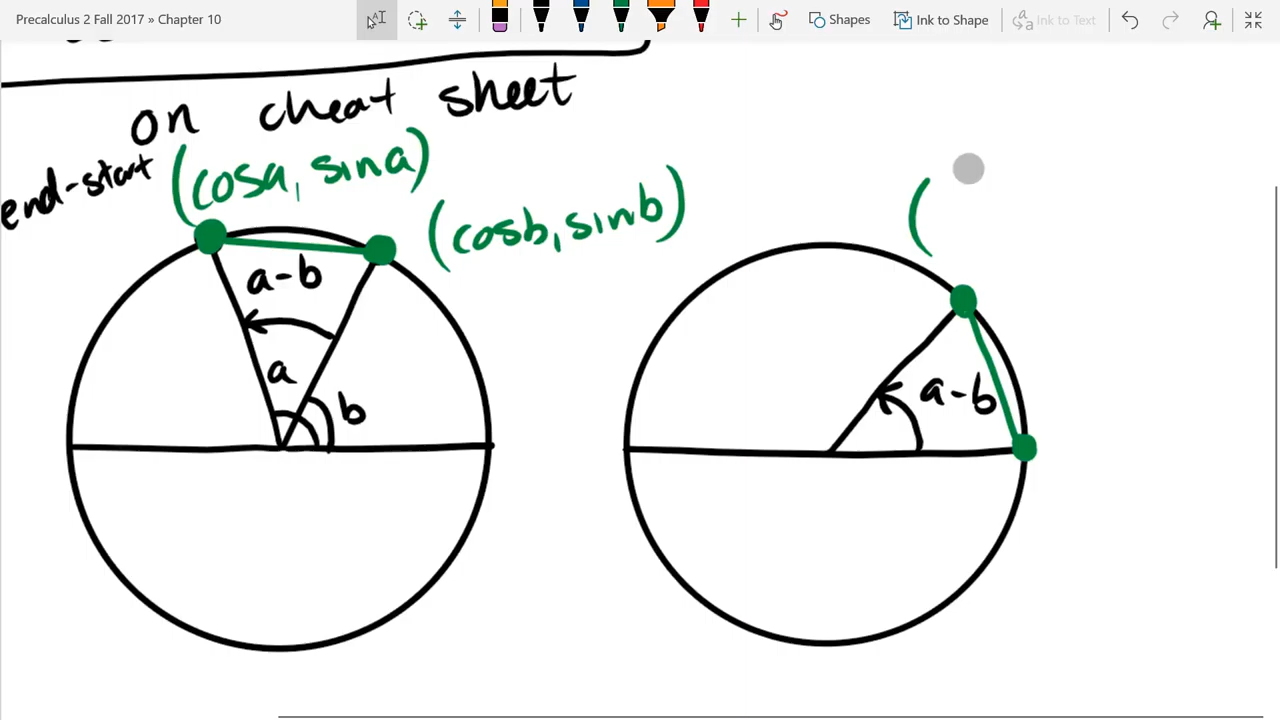 Precalculus 2 Fall 2017 » Chapter 10
Shapes
Ink to Shape
Ink to Text
on cheat sheet
end-start
(cosa, sina)
(cosb, sinb)
(
a-b
a
b
a-b